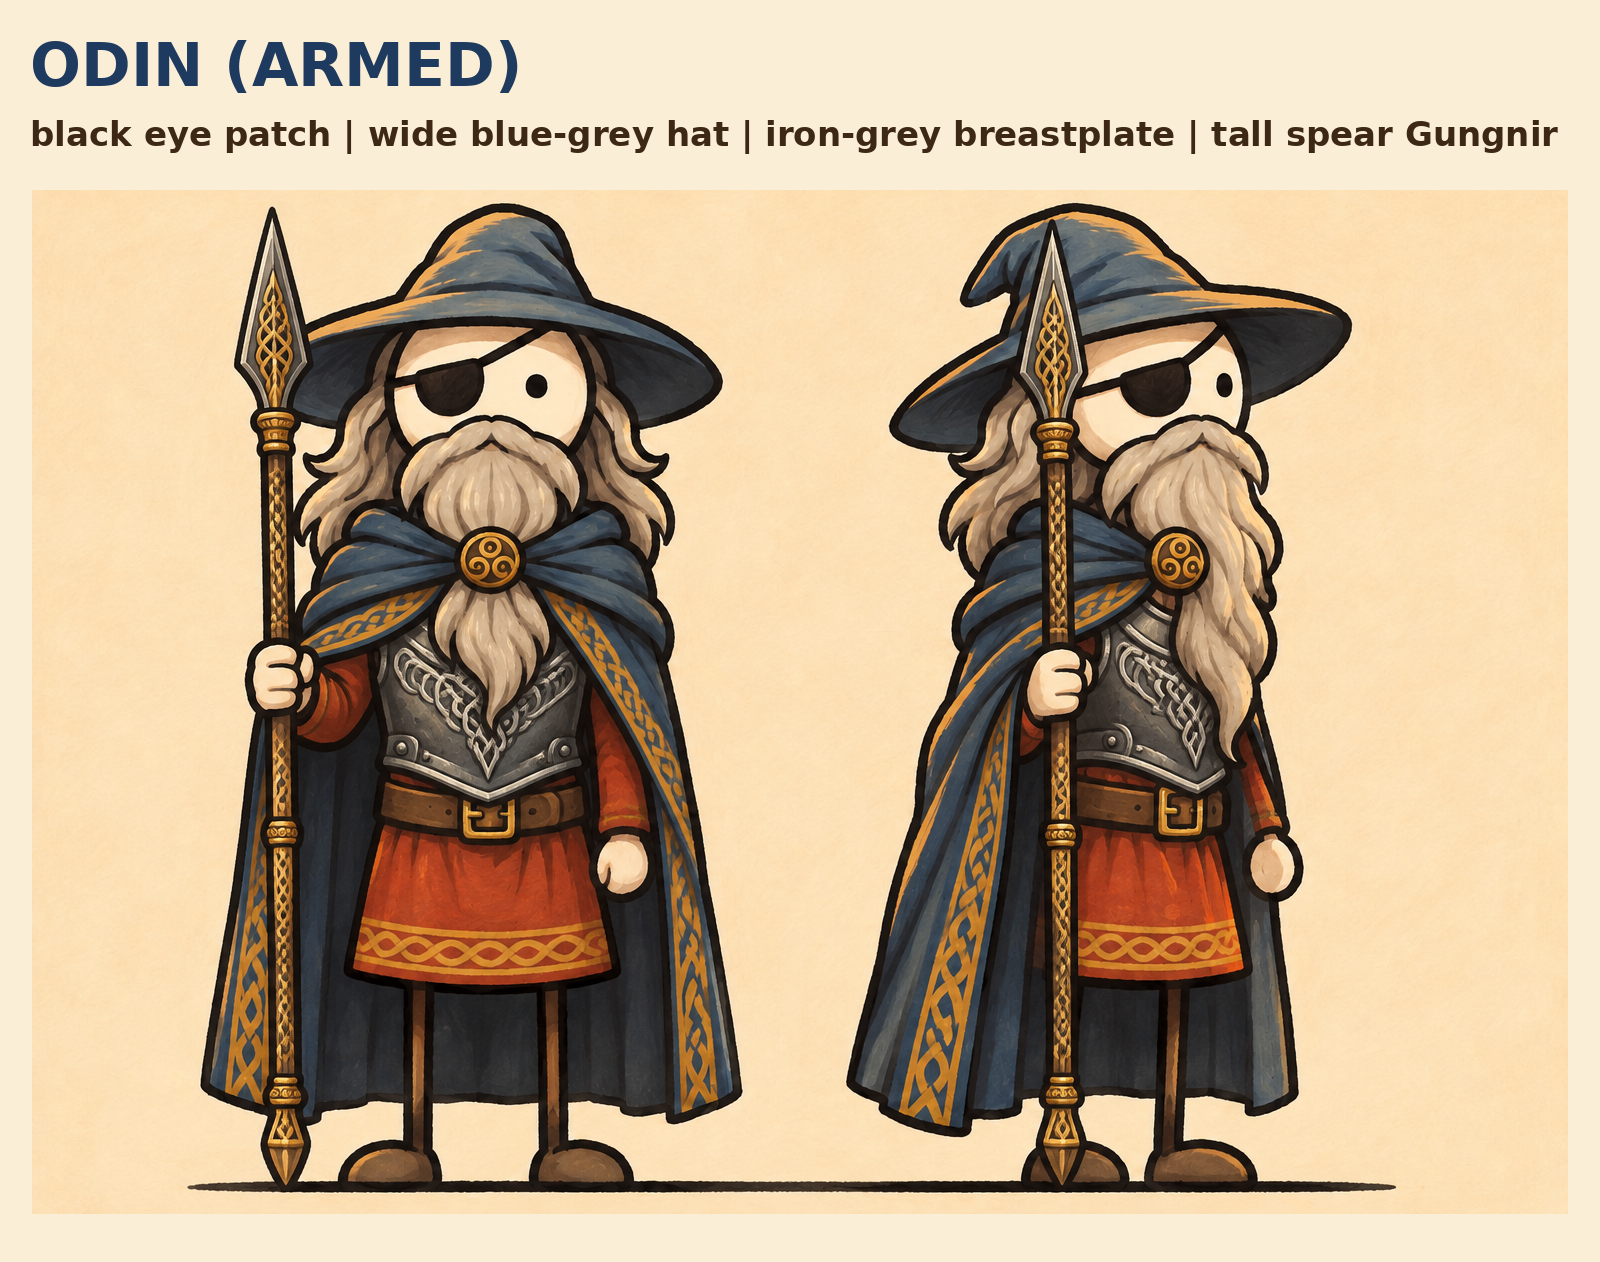 ODIN (ARMED)
black eye patch | wide blue-grey hat | iron-grey breastplate | tall spear Gungnir